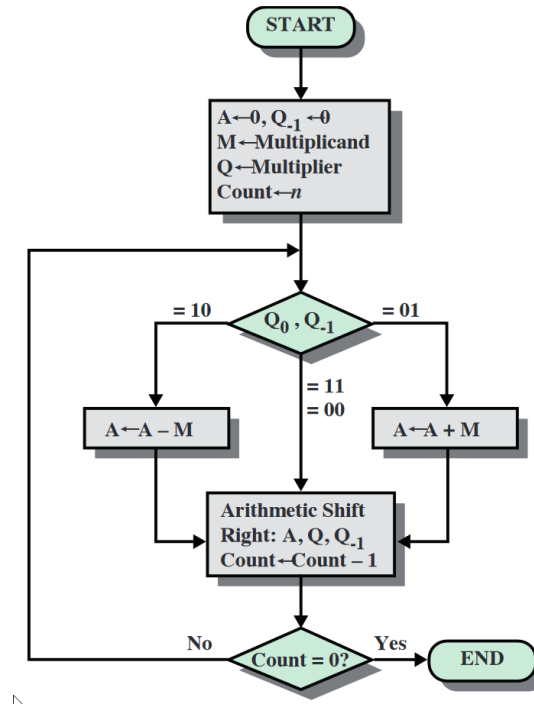 START
A←0, Q₋₁←0
M←Multiplicand
Q←Multiplier
Count←n
= 10
Q₀ , Q₋₁
= 01
= 11
= 00
A←A – M
A←A + M
Arithmetic Shift
Right: A, Q, Q₋₁
Count←Count – 1
No
Count = 0?
Yes
END